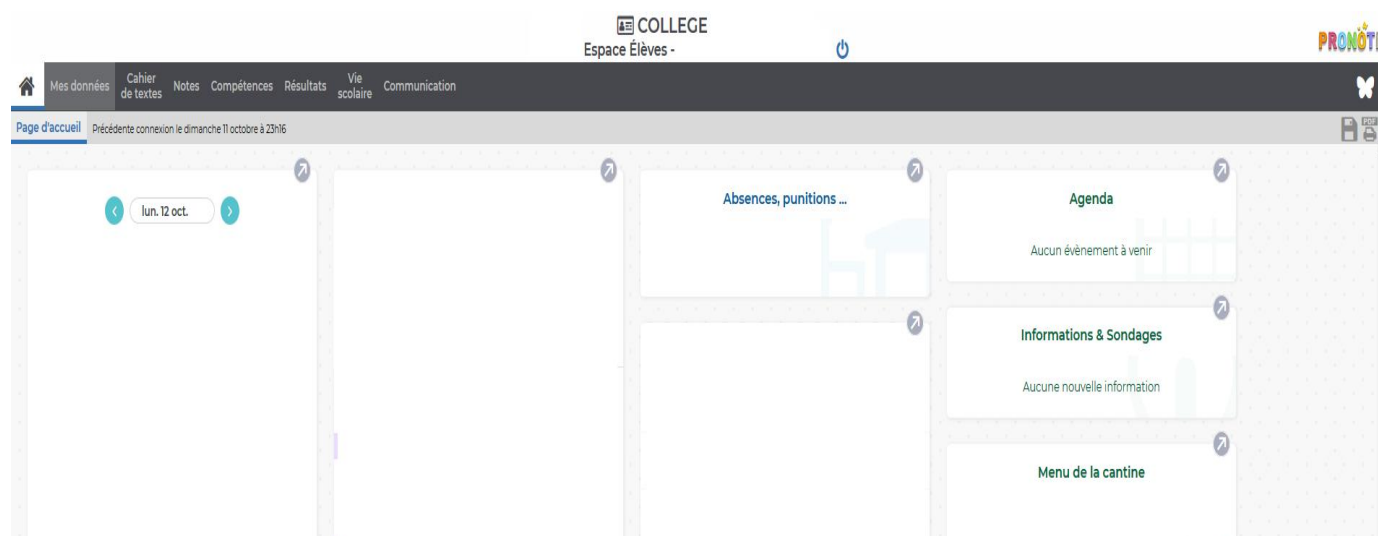 COLLEGE
Espace Élèves -
PRONOT
Mes données
Cahier
de textes
Notes
Compétences
Résultats
Vie
scolaire
Communication
Page d'accueil
Précédente connexion le dimanche 11 octobre à 23h16
PDF
lun. 12 oct.
Absences, punitions ...
Agenda
Aucun évènement à venir
Informations & Sondages
Aucune nouvelle information
Menu de la cantine